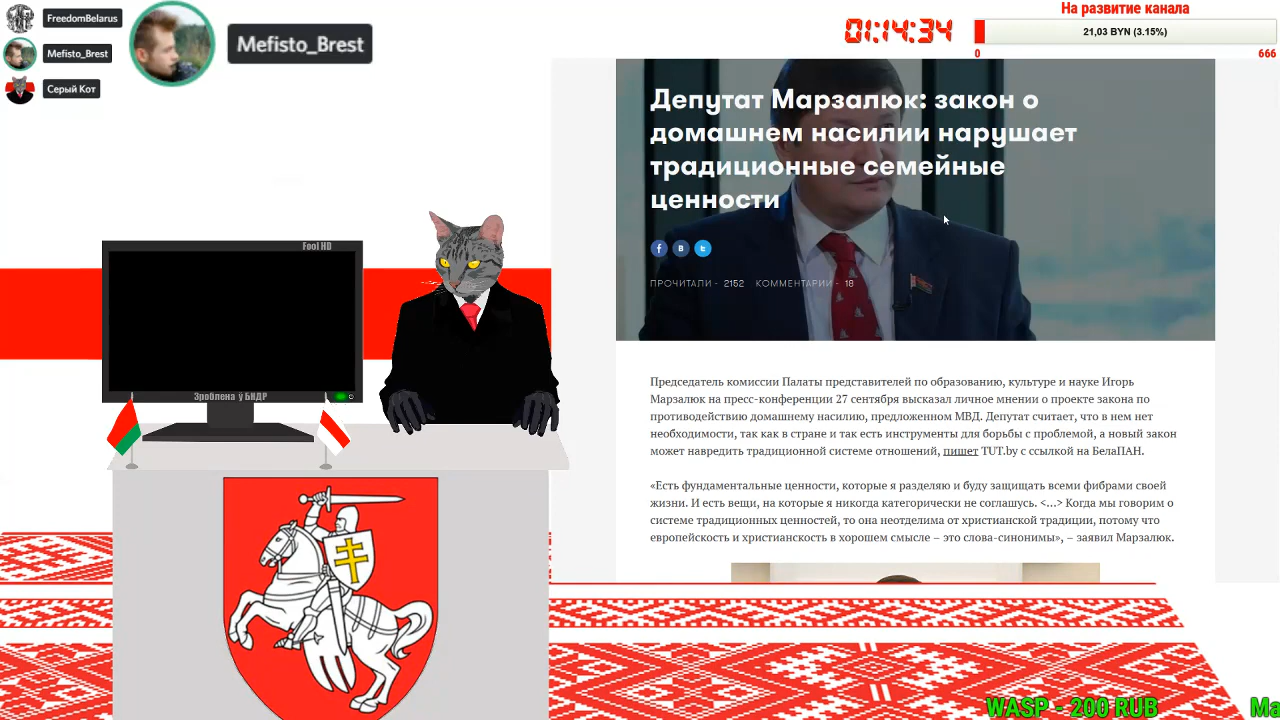 FreedomBelarus
Mefisto_Brest
Серый Кот
Mefisto_Brest
01:14:34
На развитие канала
21,03 BYN (3.15%)
0
666
Депутат Марзалюк: закон о
домашнем насилии нарушает
традиционные семейные
ценности
ПРОЧИТАЛИ - 2152 КОММЕНТАРИИ - 18
Fool HD
Зроблена ў БНДР
Председатель комиссии Палаты представителей по образованию, культуре и науке Игорь
Марзалюк на пресс-конференции 27 сентября высказал личное мнении о проекте закона по
противодействию домашнему насилию, предложенном МВД. Депутат считает, что в нем нет
необходимости, так как в стране и так есть инструменты для борьбы с проблемой, а новый закон
может навредить традиционной системе отношений, пишет TUT.by с ссылкой на БелаПАН.
«Есть фундаментальные ценности, которые я разделяю и буду защищать всеми фибрами своей
жизни. И есть вещи, на которые я никогда категорически не соглашусь. <...> Когда мы говорим о
системе традиционных ценностей, то она неотделима от христианской традиции, потому что
европейскость и христианскость в хорошем смысле – это слова-синонимы», – заявил Марзалюк.
WASP - 200 RUB
Ma